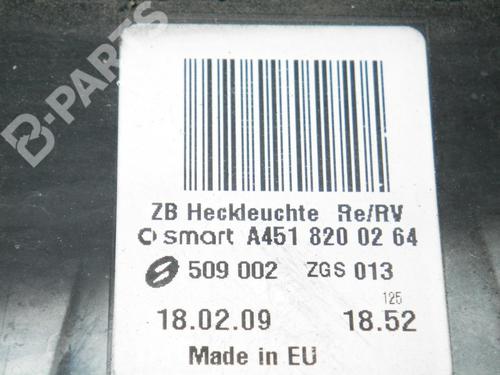 B-PARTS
ZB Heckleuchte Re/RV
smart A451 820 02 64
509 002 ZGS 013
125
18.02.09 18.52
Made in EU